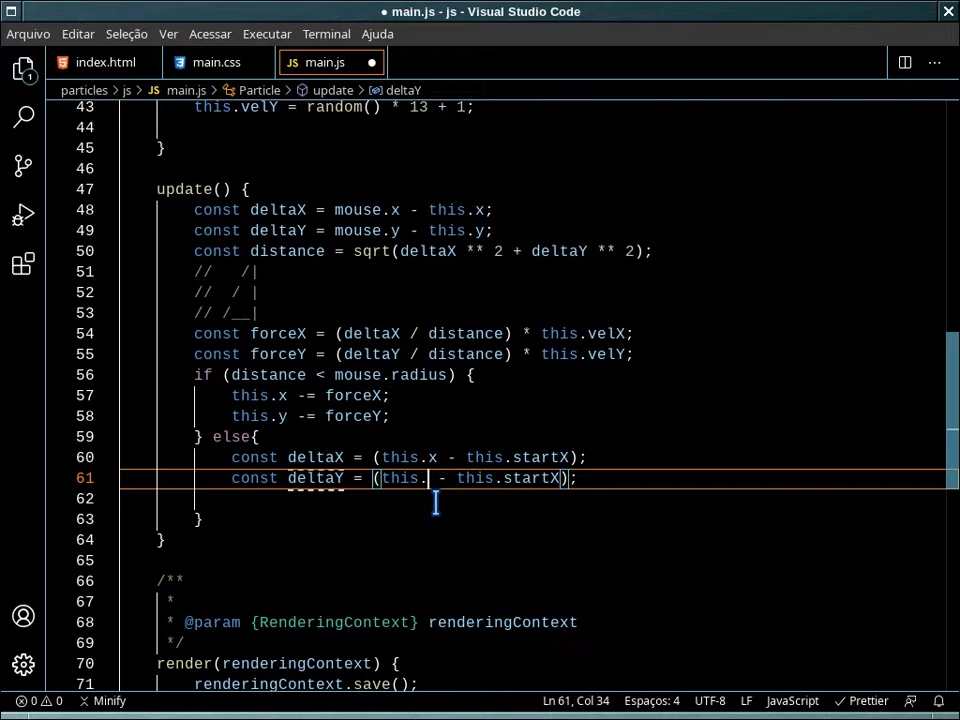 ● main.js - js - Visual Studio Code
Arquivo Editar Seleção Ver Acessar Executar Terminal Ajuda
index.html main.css JS main.js ●
particles > js > JS main.js > Particle > update > deltaY
43 this.velY = random() * 13 + 1;
44
45 }
46
47 update() {
48 const deltaX = mouse.x - this.x;
49 const deltaY = mouse.y - this.y;
50 const distance = sqrt(deltaX ** 2 + deltaY ** 2);
51 //   /|
52 //  / |
53 // /__|
54 const forceX = (deltaX / distance) * this.velX;
55 const forceY = (deltaY / distance) * this.velY;
56 if (distance < mouse.radius) {
57 this.x -= forceX;
58 this.y -= forceY;
59 } else{
60 const deltaX = (this.x - this.startX);
61 const deltaY = (this. - this.startX);
62
63 }
64 }
65
66 /**
67 *
68 * @param {RenderingContext} renderingContext
69 */
70 render(renderingContext) {
71 renderingContext.save();
1
0 0 Minify Ln 61, Col 34 Espaços: 4 UTF-8 LF JavaScript Prettier